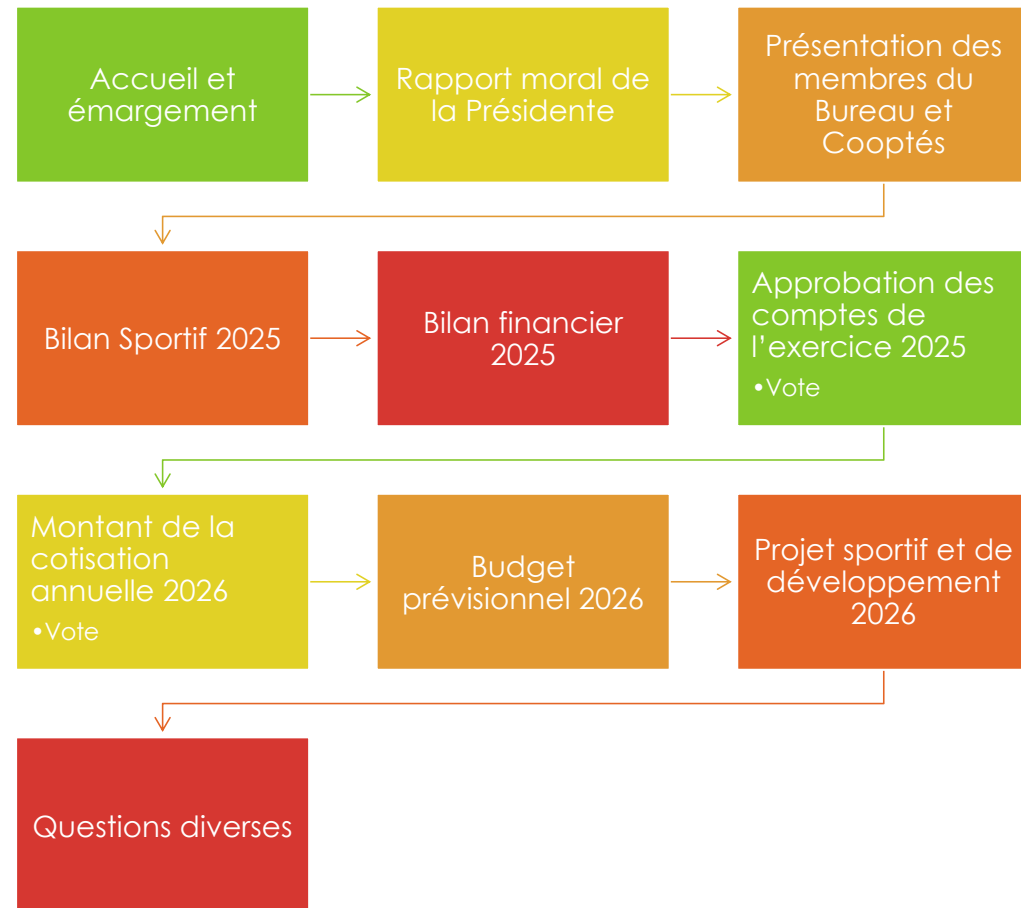 Accueil et
émargement
Rapport moral de
la Présidente
Présentation des
membres du
Bureau et
Cooptés
Bilan Sportif 2025
Bilan financier
2025
Approbation des
comptes de
l’exercice 2025
•Vote
Montant de la
cotisation
annuelle 2026
•Vote
Budget
prévisionnel 2026
Projet sportif et de
développement
2026
Questions diverses